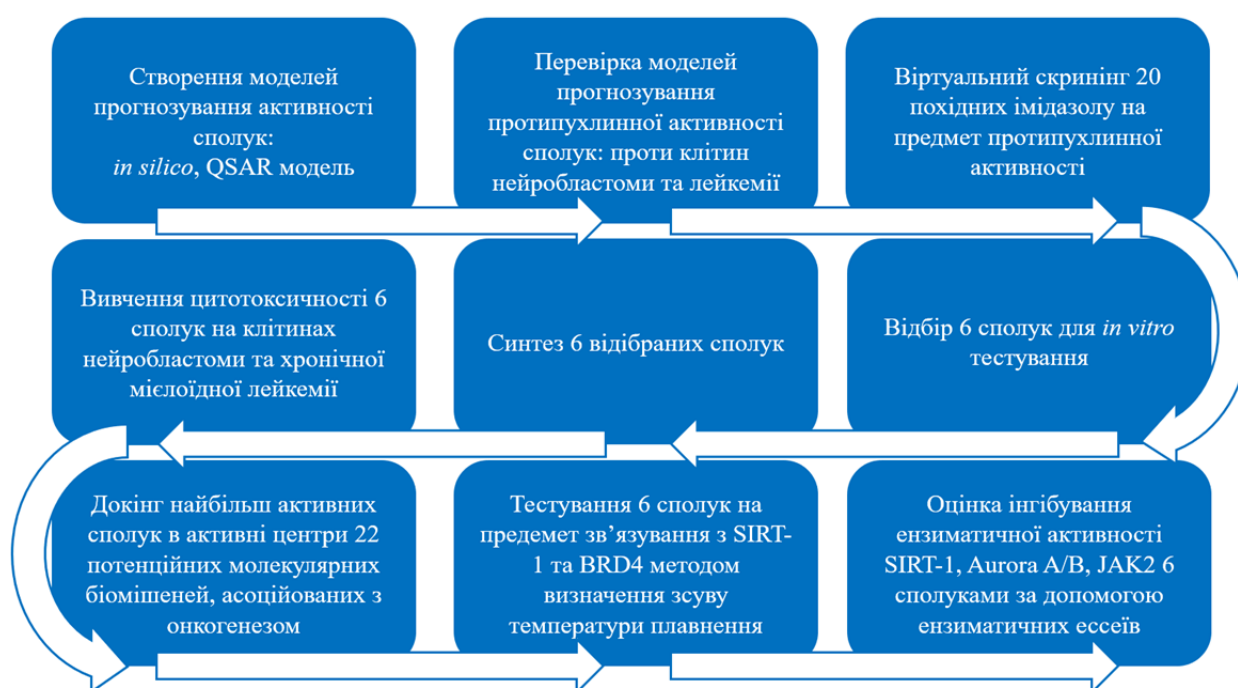 Створення моделей
прогнозування активності
сполук:
in silico, QSAR модель
Перевірка моделей
прогнозування
протипухлинної активності
сполук: проти клітин
нейробластоми та лейкемії
Віртуальний скринінг 20
похідних імідазолу на
предмет протипухлинної
активності
Відбір 6 сполук для in vitro
тестування
Синтез 6 відібраних сполук
Вивчення цитотоксичності 6
сполук на клітинах
нейробластоми та хронічної
мієлоїдної лейкемії
Докінг найбільш активних
сполук в активні центри 22
потенційних молекулярних
біомішеней, асоційованих з
онкогенезом
Тестування 6 сполук на
предемет зв’язування з SIRT-
1 та BRD4 методом
визначення зсуву
температури плавнення
Оцінка інгібування
ензиматичної активності
SIRT-1, Aurora A/B, JAK2 6
сполуками за допомогою
ензиматичних ессеїв